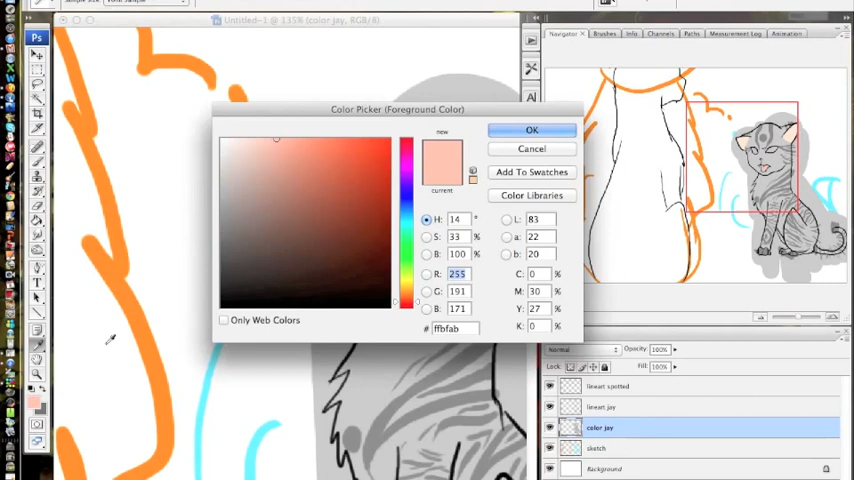 Untitled-1 @ 135% (color jay, RGB/8)
Ps
Navigator × Brushes Info Channels Paths Measurement Log Animation
Color Picker (Foreground Color)
new
current
OK
Cancel
Add To Swatches
Color Libraries
H: 14 ° L: 83
S: 33 % a: 22
B: 100 % b: 20
R: 255 C: 0 %
G: 191 M: 30 %
B: 171 Y: 27 %
# ffbfab K: 0 %
Only Web Colors
Normal Opacity: 100%
Lock: Fill: 100%
lineart spotted
lineart jay
color jay
sketch
Background